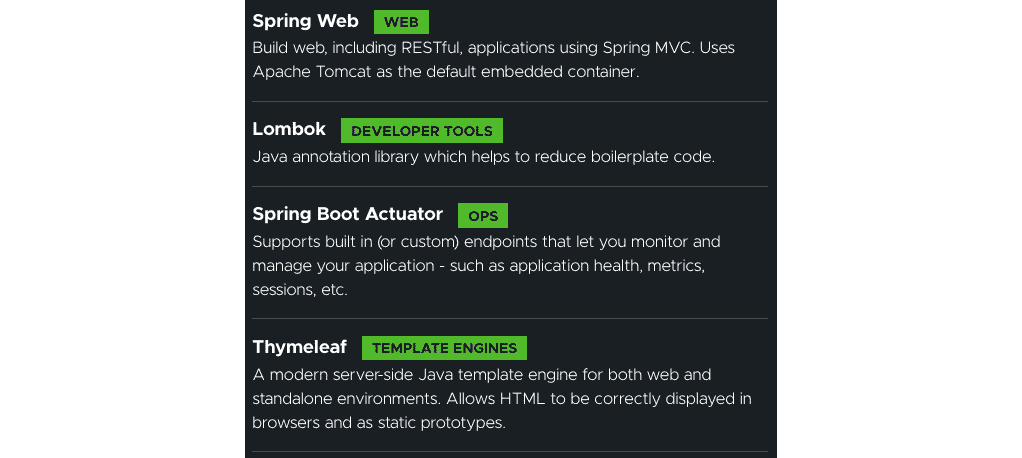 Spring Web WEB
Build web, including RESTful, applications using Spring MVC. Uses
Apache Tomcat as the default embedded container.
Lombok DEVELOPER TOOLS
Java annotation library which helps to reduce boilerplate code.
Spring Boot Actuator OPS
Supports built in (or custom) endpoints that let you monitor and
manage your application - such as application health, metrics,
sessions, etc.
Thymeleaf TEMPLATE ENGINES
A modern server-side Java template engine for both web and
standalone environments. Allows HTML to be correctly displayed in
browsers and as static prototypes.